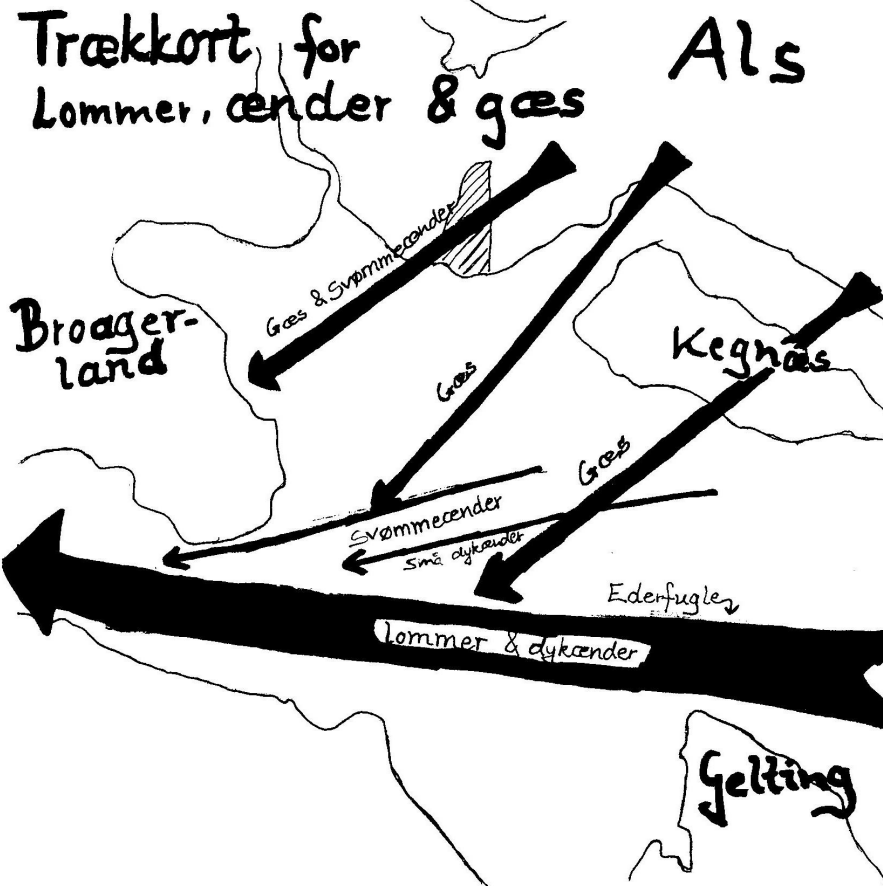 Trækkort for
Lommer, ænder & gæs
Als
Gæs & Svømmeænder
Broager-
land
Kegnæs
Gæs
Gæs
Svømmeænder
små dykænder
Ederfugle
Lommer & dykænder
Gelting